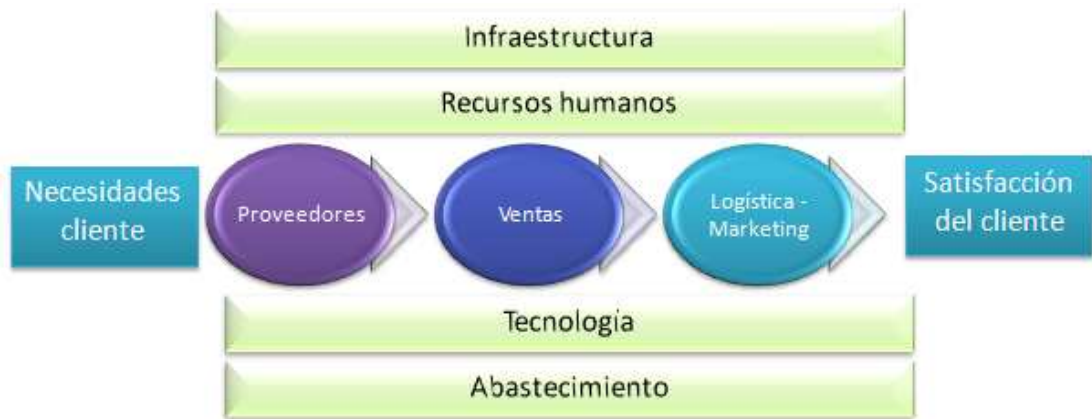 Infraestructura
Recursos humanos
Necesidades
cliente
Proveedores
Ventas
Logística -
Marketing
Satisfacción
del cliente
Tecnologia
Abastecimiento